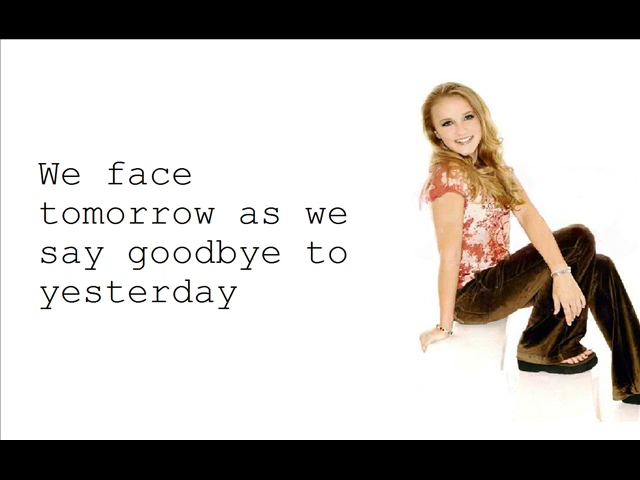 We face
tomorrow as we
say goodbye to
yesterday